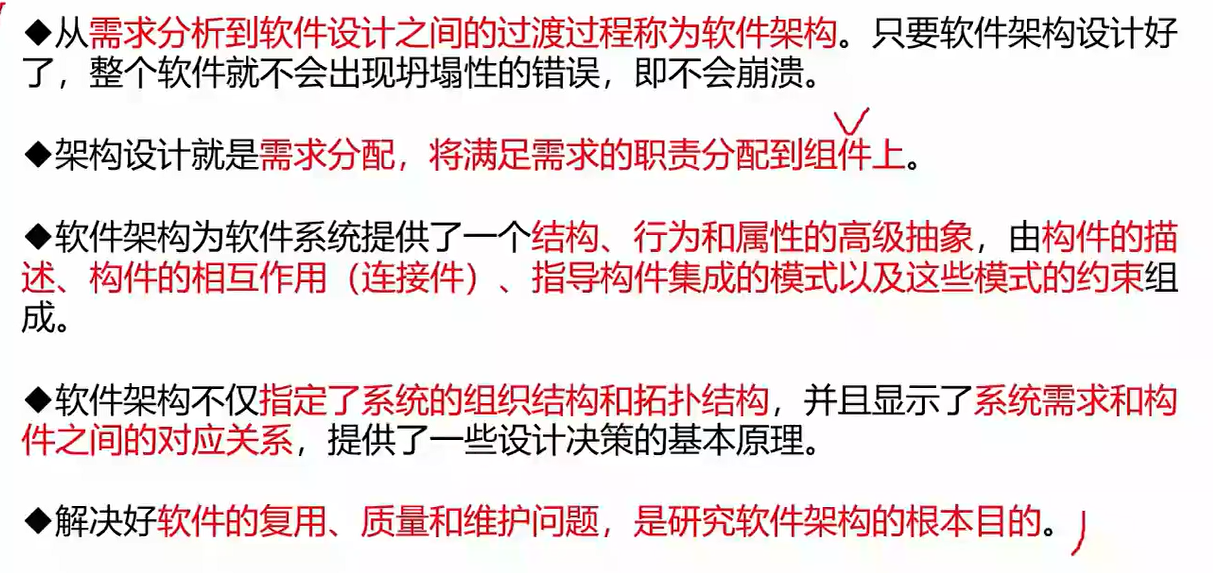 ◆从需求分析到软件设计之间的过渡过程称为软件架构。只要软件架构设计好
了，整个软件就不会出现坍塌性的错误，即不会崩溃。
◆架构设计就是需求分配，将满足需求的职责分配到组件上。
◆软件架构为软件系统提供了一个结构、行为和属性的高级抽象，由构件的描
述、构件的相互作用（连接件）、指导构件集成的模式以及这些模式的约束组
成。
◆软件架构不仅指定了系统的组织结构和拓扑结构，并且显示了系统需求和构
件之间的对应关系，提供了一些设计决策的基本原理。
◆解决好软件的复用、质量和维护问题，是研究软件架构的根本目的。